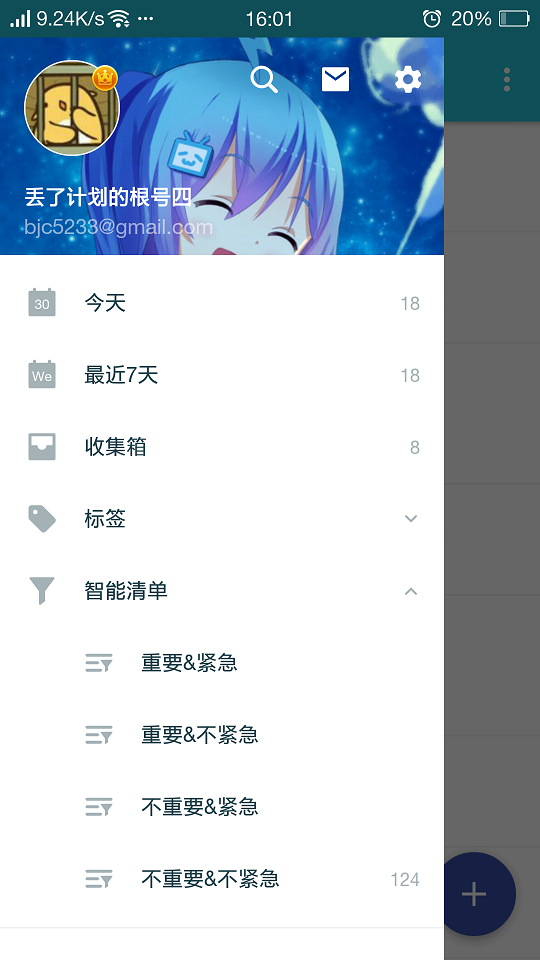 9.24K/s 16:01 20%
丢了计划的根号四
bjc5233@gmail.com
30 今天 18
We 最近7天 18
收集箱 8
标签
智能清单
重要&紧急
重要&不紧急
不重要&紧急
不重要&不紧急 124